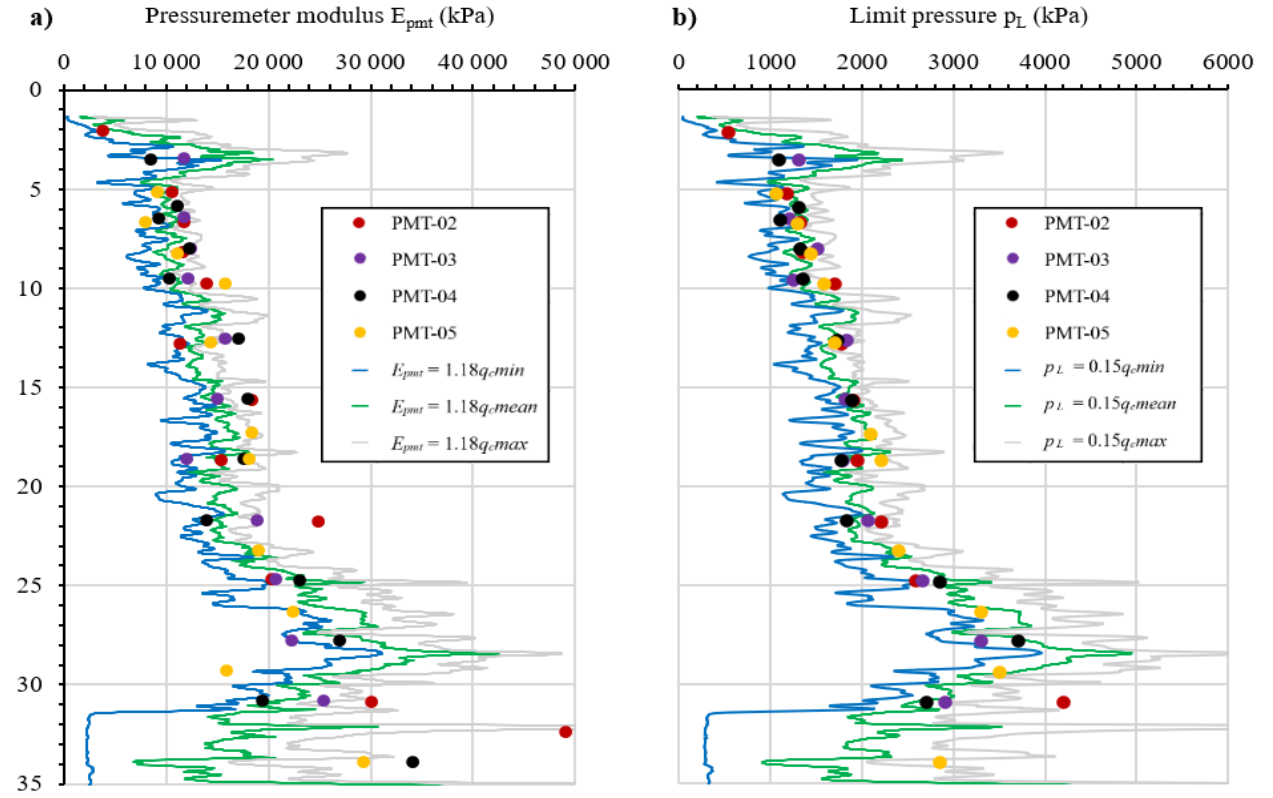 a) Pressuremeter modulus Epmt (kPa)
0 10 000 20 000 30 000 40 000 50 000
0
5
10
15
20
25
30
35
PMT-02
PMT-03
PMT-04
PMT-05
Epmt = 1.18qcmin
Epmt = 1.18qcmean
Epmt = 1.18qcmax
b) Limit pressure pL (kPa)
0 1000 2000 3000 4000 5000 6000
PMT-02
PMT-03
PMT-04
PMT-05
pL = 0.15qcmin
pL = 0.15qcmean
pL = 0.15qcmax